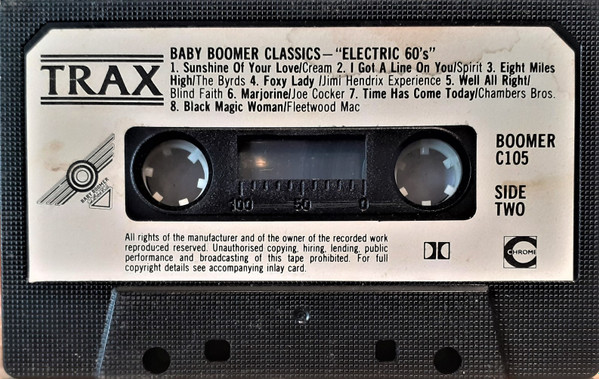 TRAX
BABY BOOMER CLASSICS—"ELECTRIC 60's"
1. Sunshine Of Your Love/Cream 2. I Got A Line On You/Spirit 3. Eight Miles
High/The Byrds 4. Foxy Lady /Jimi Hendrix Experience 5. Well All Right/
Blind Faith 6. Marjorine/Joe Cocker 7. Time Has Come Today/Chambers Bros.
8. Black Magic Woman/Fleetwood Mac
BOOMER
C105
SIDE
TWO
100 50 0
BABY BOOMER
CLASSICS
All rights of the manufacturer and of the owner of the recorded work
reproduced reserved. Unauthorised copying, hiring, lending, public
performance and broadcasting of this tape prohibited. For full
copyright details see accompanying inlay card.
CHROME